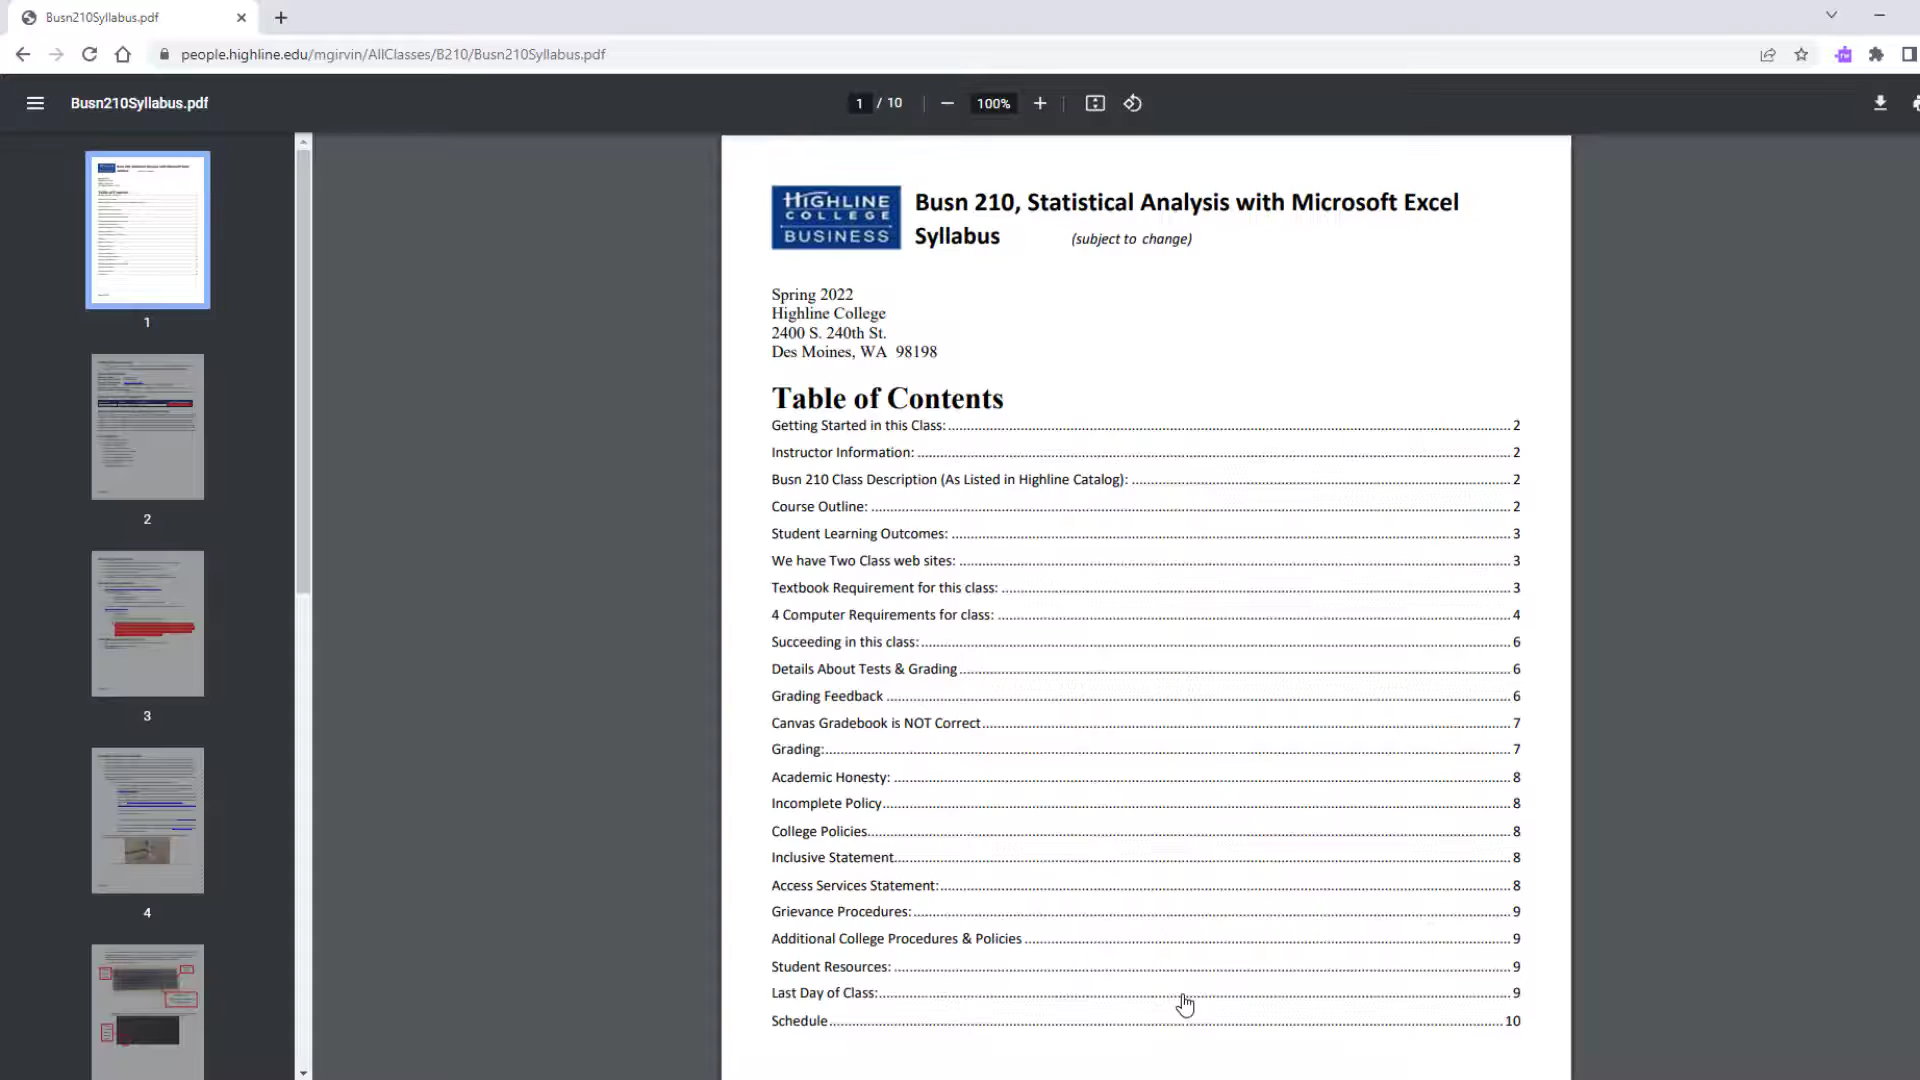 Busn210Syllabus.pdf
people.highline.edu/mgirvin/AllClasses/B210/Busn210Syllabus.pdf
Busn210Syllabus.pdf
1 / 10
100%
1
2
3
4
HIGHLINE
COLLEGE
BUSINESS
Busn 210, Statistical Analysis with Microsoft Excel
Syllabus (subject to change)
Spring 2022
Highline College
2400 S. 240th St.
Des Moines, WA 98198
Table of Contents
Getting Started in this Class: 2
Instructor Information: 2
Busn 210 Class Description (As Listed in Highline Catalog): 2
Course Outline: 2
Student Learning Outcomes: 3
We have Two Class web sites: 3
Textbook Requirement for this class: 3
4 Computer Requirements for class: 4
Succeeding in this class: 6
Details About Tests & Grading 6
Grading Feedback 6
Canvas Gradebook is NOT Correct 7
Grading: 7
Academic Honesty: 8
Incomplete Policy 8
College Policies 8
Inclusive Statement 8
Access Services Statement: 8
Grievance Procedures: 9
Additional College Procedures & Policies 9
Student Resources: 9
Last Day of Class: 9
Schedule 10